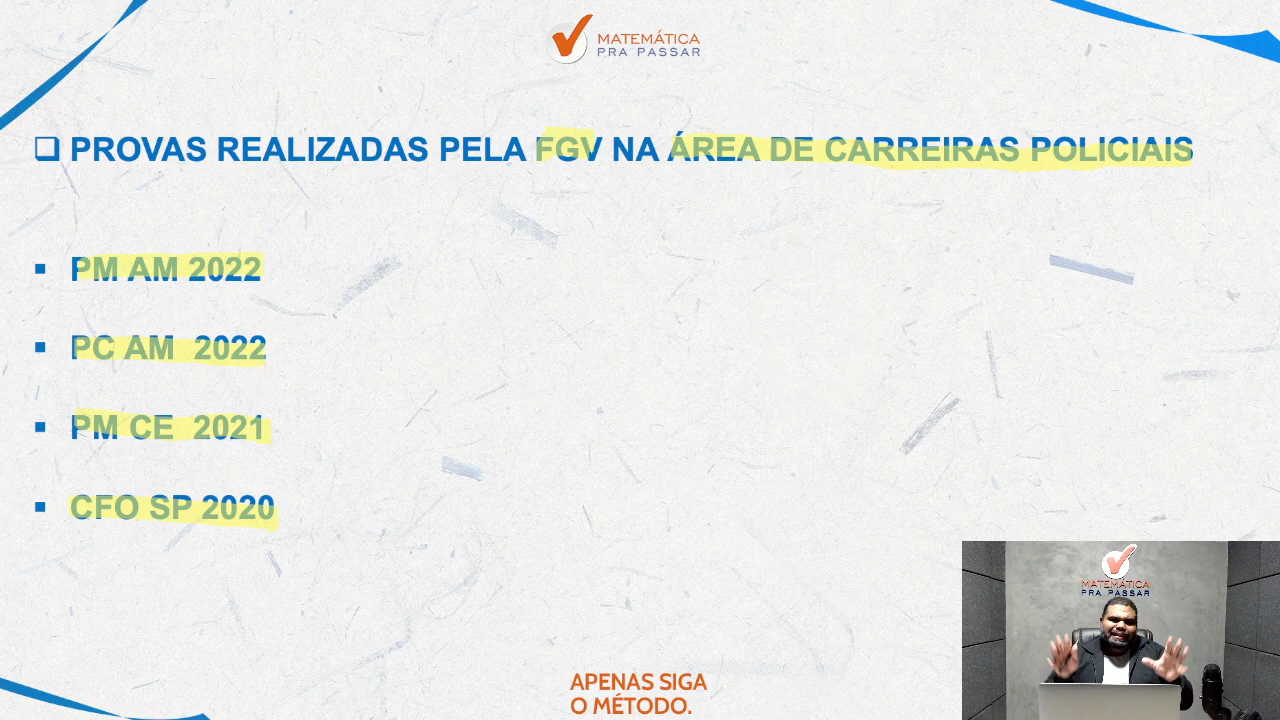 MATEMÁTICA
PRA PASSAR
❑ PROVAS REALIZADAS PELA FGV NA ÁREA DE CARREIRAS POLICIAIS
▪ PM AM 2022
▪ PC AM 2022
▪ PM CE 2021
▪ CFO SP 2020
MATEMÁTICA
PRA PASSAR
APENAS SIGA
O MÉTODO.